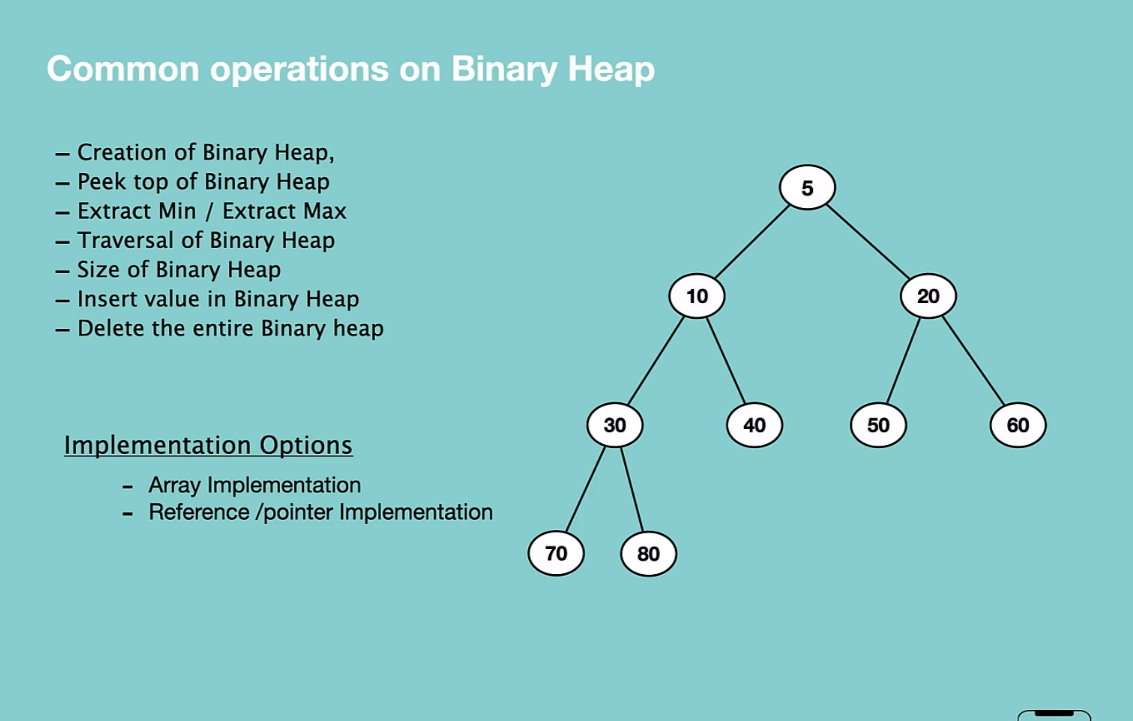 Common operations on Binary Heap
– Creation of Binary Heap,
– Peek top of Binary Heap
– Extract Min / Extract Max
– Traversal of Binary Heap
– Size of Binary Heap
– Insert value in Binary Heap
– Delete the entire Binary heap
Implementation Options
- Array Implementation
- Reference /pointer Implementation
5
10 20
30 40 50 60
70 80